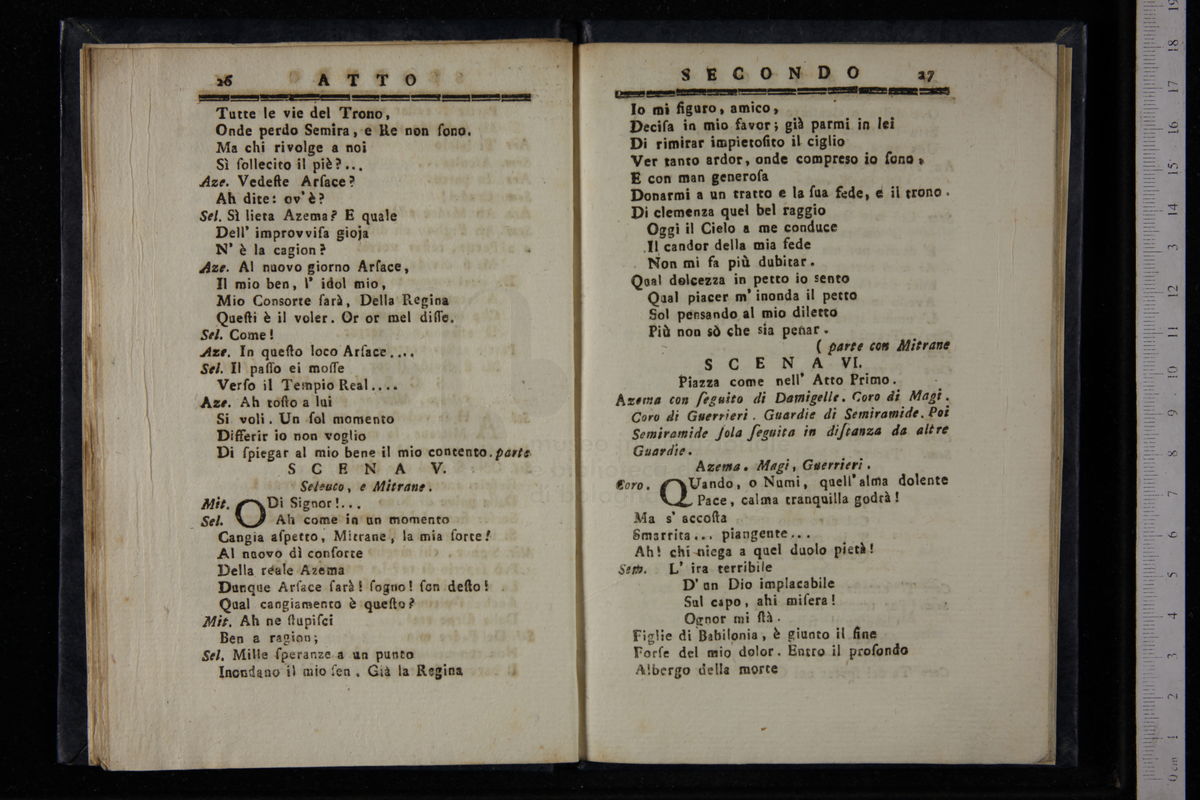 26 ATTO
Tutte le vie del Trono,
Onde perdo Semira, e Re non ſono.
Ma chi rivolge a noi
Sì ſollecito il piè?...
Aze. Vedeſte Arſace?
Ah dite: ov'è?
Sel. Sì lieta Azema? E quale
Dell' improvviſa gioja
N' è la cagion?
Aze. Al nuovo giorno Arſace,
Il mio ben, l' idol mio,
Mio Conſorte ſarà, Della Regina
Queſti è il voler. Or or mel diſſe.
Sel. Come!
Aze. In queſto loco Arſace....
Sel. Il paſſo ei moſſe
Verſo il Tempio Real....
Aze. Ah toſto a lui
Si voli. Un ſol momento
Differir io non voglio
Di ſpiegar al mio bene il mio contento. parte
SCENA V.
Seleuco, e Mitrane.
Mit. ODi Signor!...
Sel. Ah come in un momento
Cangia aſpetto, Mitrane, la mia ſorte!
Al nuovo dì conſorte
Della reale Azema
Dunque Arſace ſarà! ſogno! ſon deſto!
Qual cangiamento è queſto?
Mit. Ah ne ſtupiſci
Ben a ragion;
Sel. Mille ſperanze a un punto
Inondano il mio ſen. Già la Regina
SECONDO 27
Io mi figuro, amico,
Deciſa in mio favor; già parmi in lei
Di rimirar impietoſito il ciglio
Ver tanto ardor, onde compreso io ſono,
E con man generoſa
Donarmi a un tratto e la ſua fede, e il trono.
Di clemenza quel bel raggio
Oggi il Cielo a me conduce
Il candor della mia fede
Non mi fa più dubitar.
Qual dolcezza in petto io sento
Qual piacer m' inonda il petto
Sol pensando al mio diletto
Più non sò che sia penar.
( parte con Mitrane
SCENA VI.
Piazza come nell' Atto Primo.
Azema con ſeguito di Damigelle. Coro di Magi.
Coro di Guerrieri. Guardie di Semiramide. Poi
Semiramide ſola ſeguita in diſtanza da altre
Guardie.
Azema. Magi, Guerrieri.
Coro. QUando, o Numi, quell' alma dolente
Pace, calma tranquilla godrà!
Ma s' accoſta
Smarrita... piangente...
Ah! chi niega a quel duolo pietà!
Sem. L' ira terribile
D' un Dio implacabile
Sul capo, ahi miſera!
Ognor mi ſtà.
Figlie di Babilonia, è giunto il fine
Forſe del mio dolor. Entro il profondo
Albergo della morte